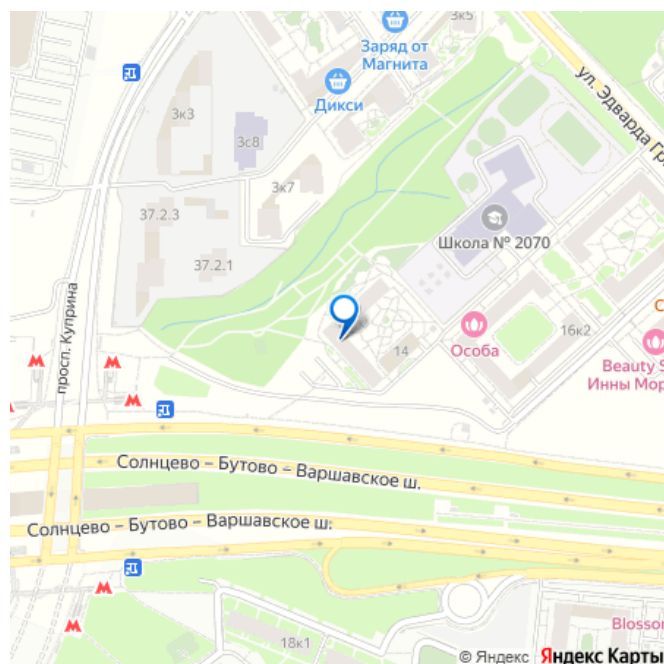 3к5
Заряд от
Магнита
Дикси
ул. Эдварда Гр
3к3
3с8
3к7
Школа № 2070
37.2.3
37.2.1
просп. Куприна
14
Особа
16к2
С
Beauty S
Инны Мор
Солнцево – Бутово – Варшавское ш.
Солнцево – Бутово – Варшавское ш.
18к1
Blossom
© Яндекс Яндекс Карты